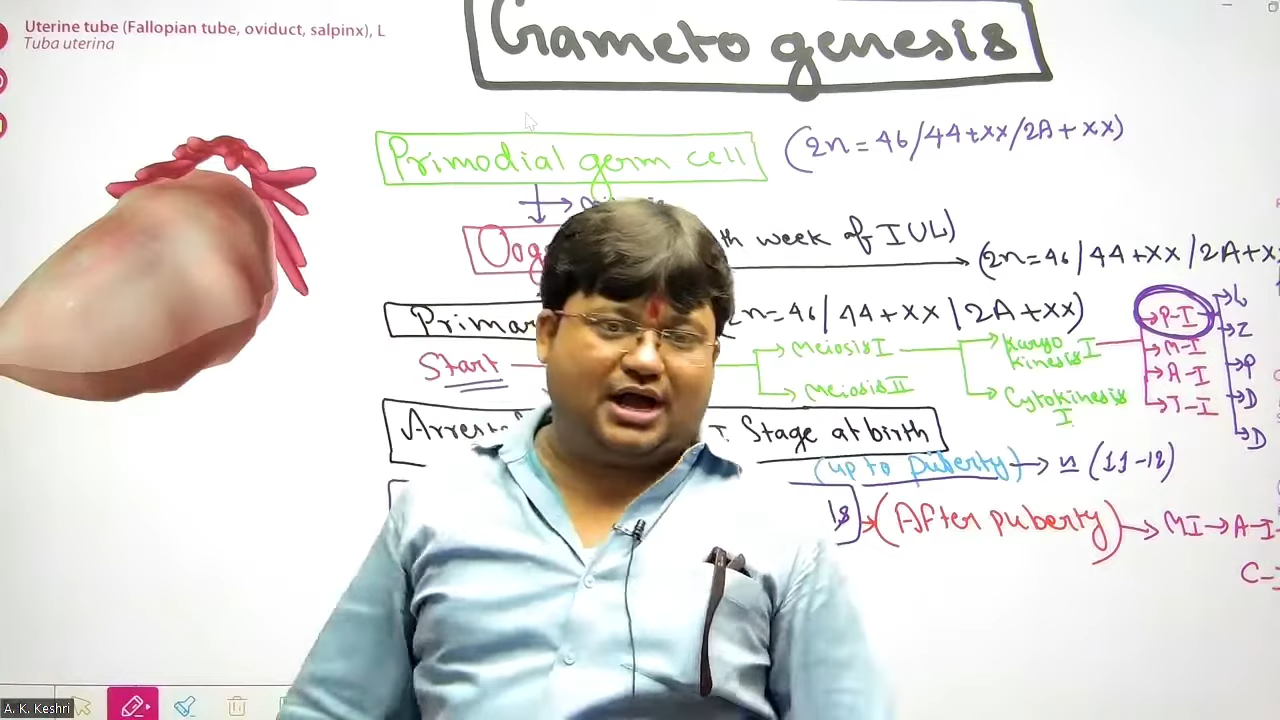 Uterine tube (Fallopian tube, oviduct, salpinx), L
Tuba uterina
Gameto genesis
Primodial germ cell (2n = 46/44+xx/2A+xx)
th week of IUL)
(2n=46/44+xx/2A+x
Primar
2n=46/44+xx/2A+xx)
Start
Meiosis I
Meiosis II
Karyo kinesis I
Cytokinesis I
P-I
M-I
A-I
T-I
L
Z
P
D
D
Arrest
Stage at birth
(up to puberty) → (11-12)
(After puberty) → MI → A-I
C-I
A. K. Keshri